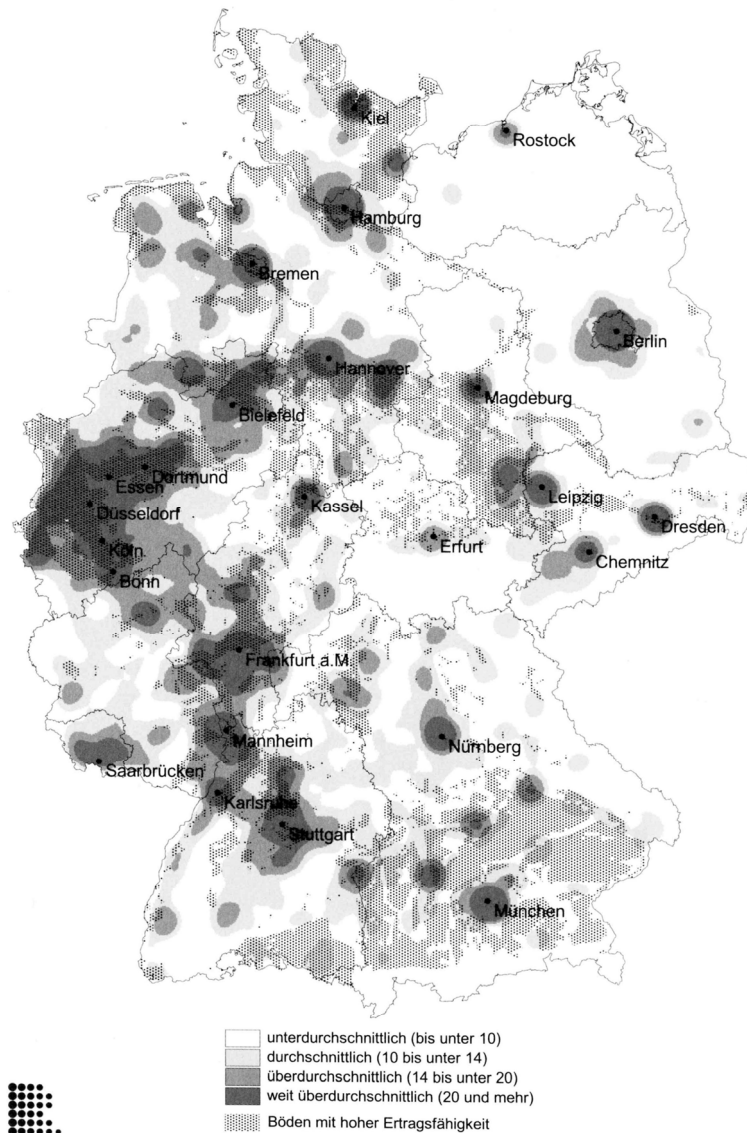 Kiel
Rostock
Hamburg
Bremen
Berlin
Hannover
Magdeburg
Bielefeld
Dortmund
Essen
Leipzig
Kassel
Düsseldorf
Dresden
Köln
Erfurt
Chemnitz
Bonn
Frankfurt a.M.
Mannheim
Nürnberg
Saarbrücken
Karlsruhe
Stuttgart
München
unterdurchschnittlich (bis unter 10)
durchschnittlich (10 bis unter 14)
überdurchschnittlich (14 bis unter 20)
weit überdurchschnittlich (20 und mehr)
Böden mit hoher Ertragsfähigkeit